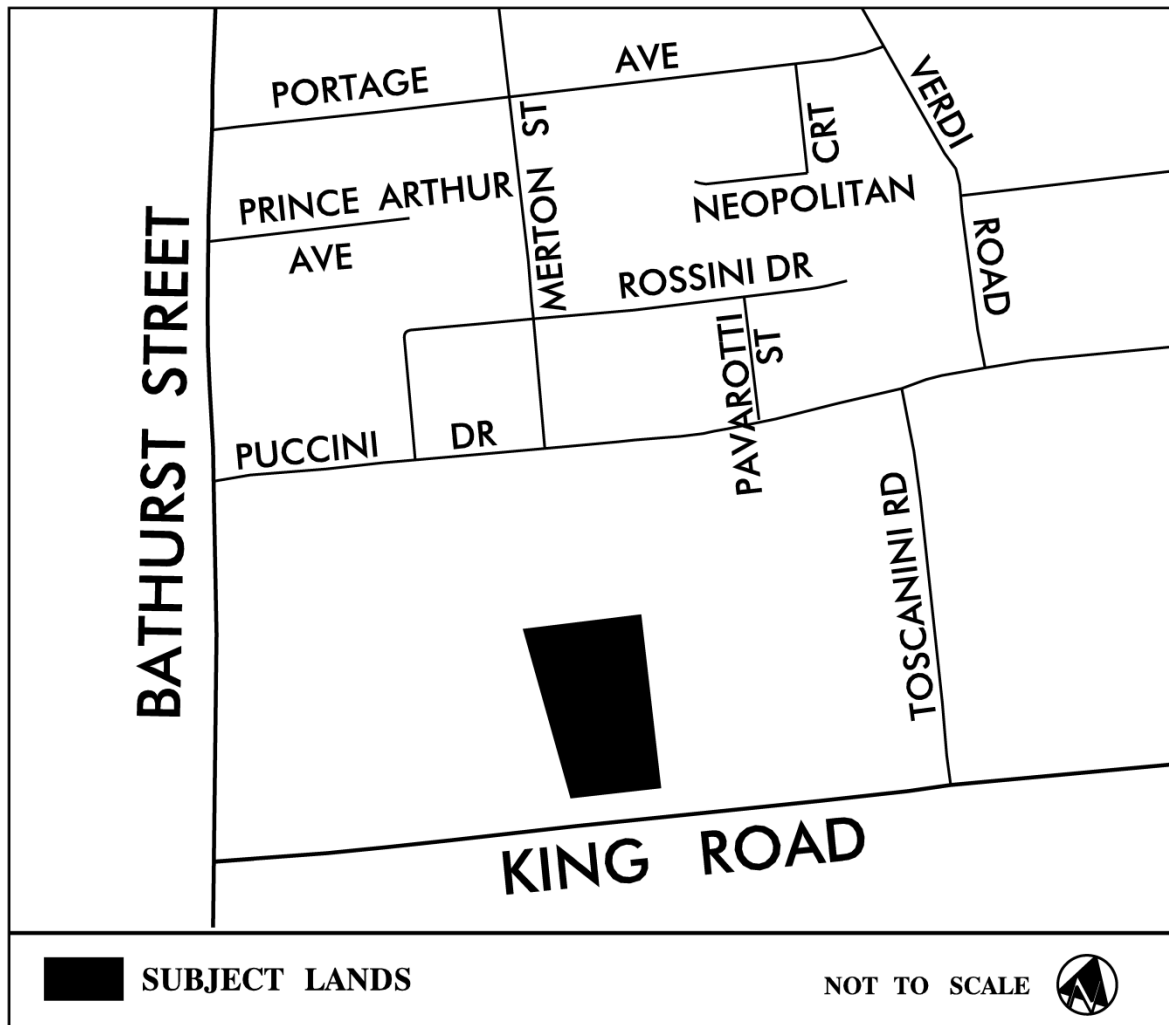 PORTAGE AVE
VERDI ROAD
MERTON ST
NEOPOLITAN CRT
PRINCE ARTHUR
AVE
ROSSINI DR
BATHURST STREET
PAVAROTTI
ST
PUCCINI DR
TOSCANINI RD
KING ROAD
SUBJECT LANDS
NOT TO SCALE
N